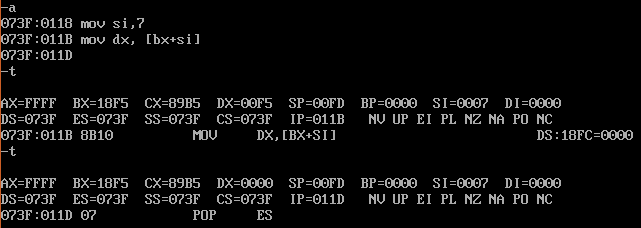 -a
073F:0118 mov si,7
073F:011B mov dx, [bx+si]
073F:011D
-t
AX=FFFF  BX=18F5  CX=89B5  DX=00F5  SP=00FD  BP=0000  SI=0007  DI=0000
DS=073F  ES=073F  SS=073F  CS=073F  IP=011B   NV UP EI PL NZ NA PO NC
073F:011B 8B10          MOV     DX,[BX+SI]                         DS:18FC=0000
-t
AX=FFFF  BX=18F5  CX=89B5  DX=0000  SP=00FD  BP=0000  SI=0007  DI=0000
DS=073F  ES=073F  SS=073F  CS=073F  IP=011D   NV UP EI PL NZ NA PO NC
073F:011D 07            POP     ES